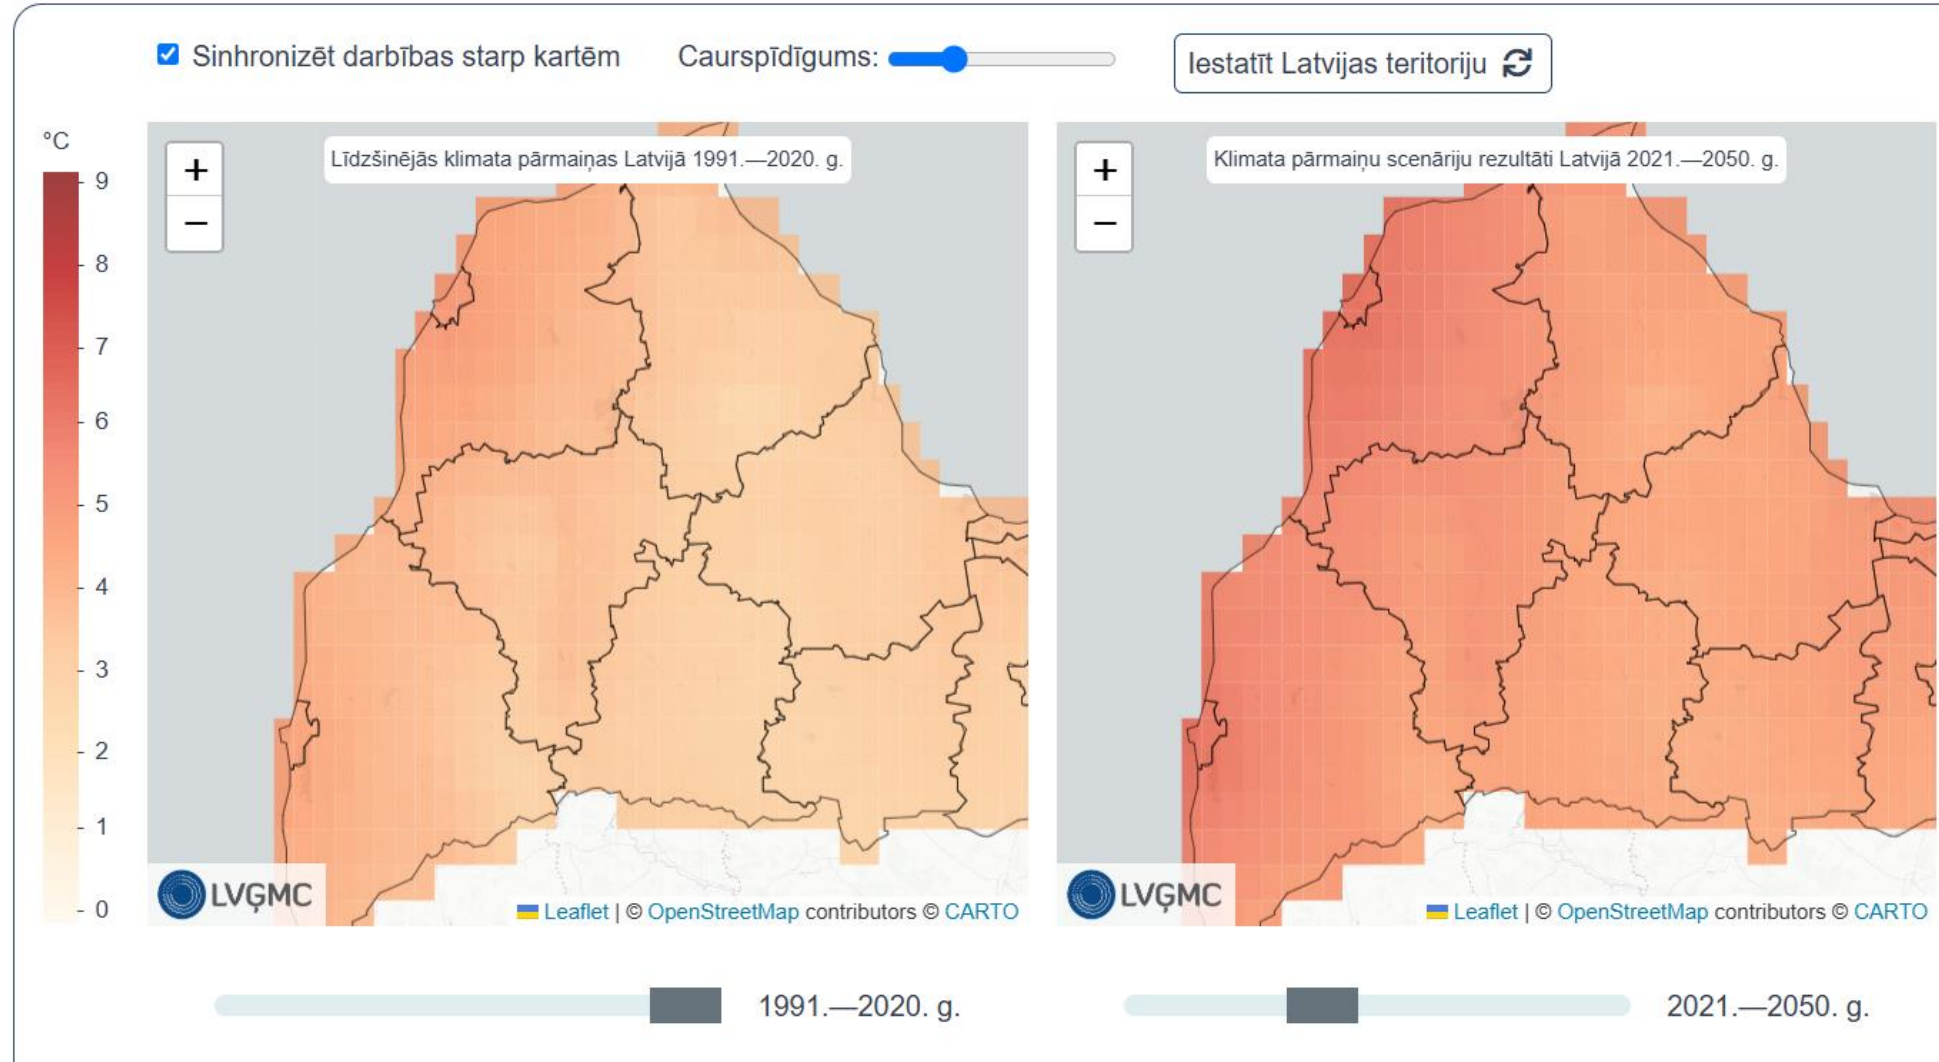 Sinhronizēt darbības starp kartēm
Caurspīdīgums:
Iestatīt Latvijas teritoriju
°C
9
8
7
6
5
4
3
2
1
0
+
−
Līdzšinējās klimata pārmaiņas Latvijā 1991.—2020. g.
LVĢMC
Leaflet | © OpenStreetMap contributors © CARTO
+
−
Klimata pārmaiņu scenāriju rezultāti Latvijā 2021.—2050. g.
LVĢMC
Leaflet | © OpenStreetMap contributors © CARTO
1991.—2020. g.
2021.—2050. g.